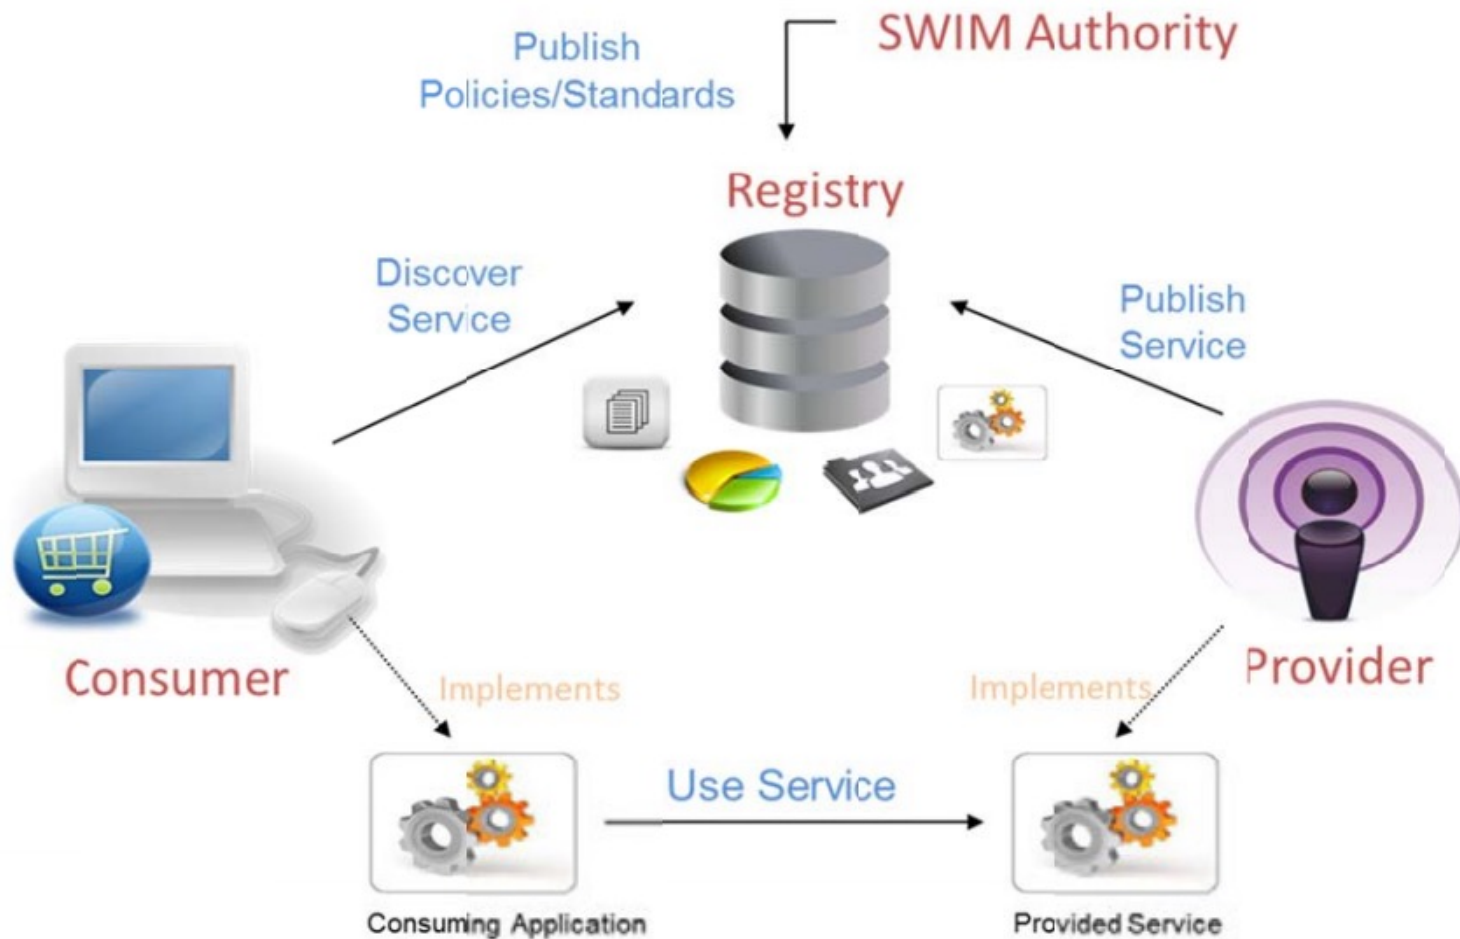 SWIM Authority
Publish
Policies/Standards
Registry
Discover
Service
Publish
Service
Consumer
Provider
Implements
Implements
Use Service
Consuming Application
Provided Service